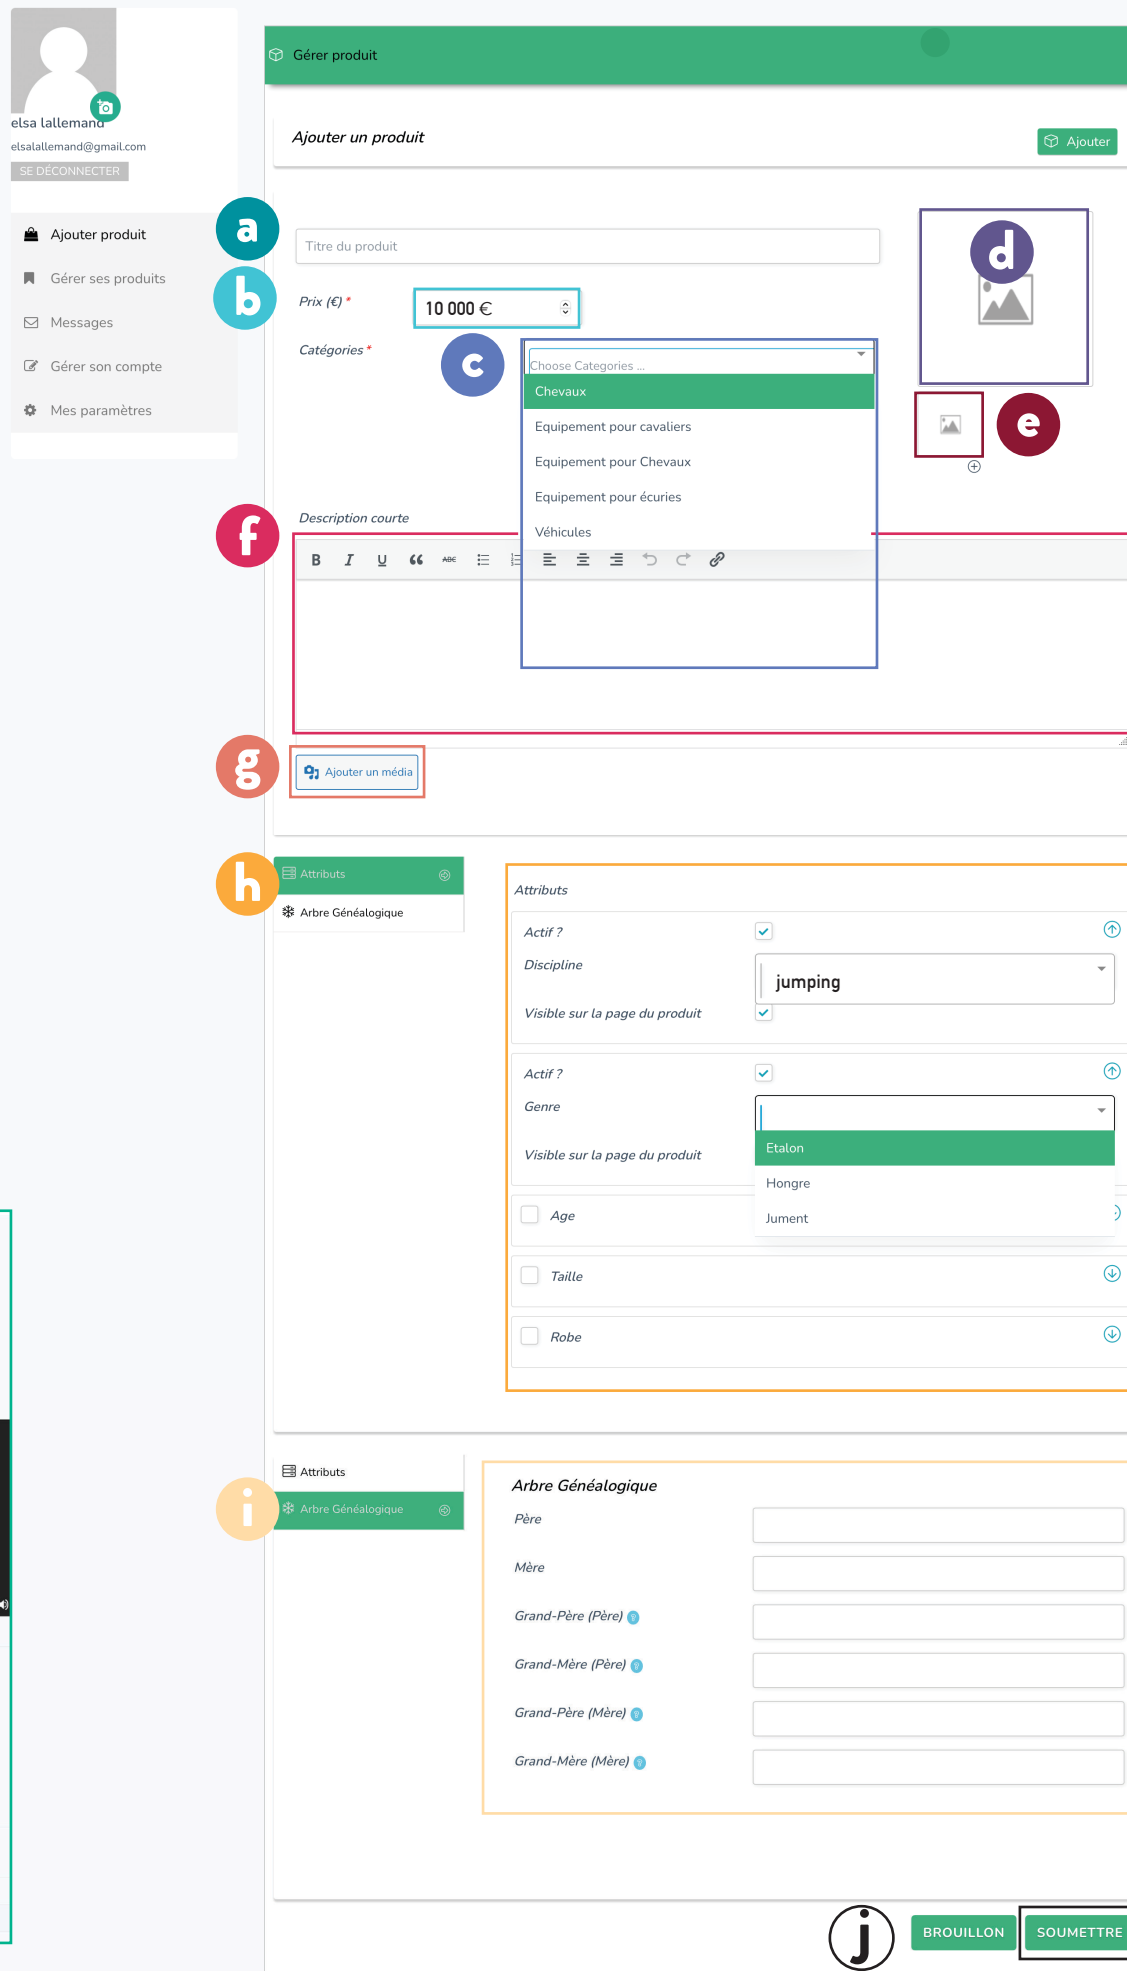 elsa lallemand
elsalallemand@gmail.com
SE DÉCONNECTER
Ajouter produit
Gérer ses produits
Messages
Gérer son compte
Mes paramètres
Gérer produit
Ajouter un produit
Ajouter
a
Titre du produit
d
b
Prix (€) *
10 000 €
Catégories *
c
Choose Categories ...
Chevaux
Equipement pour cavaliers
Equipement pour Chevaux
Equipement pour écuries
Véhicules
e
f
Description courte
B I U “ ABC
g
Ajouter un média
h
Attributs
Arbre Généalogique
Attributs
Actif ?
Discipline
jumping
Visible sur la page du produit
Actif ?
Genre
Etalon
Hongre
Jument
Visible sur la page du produit
Age
Taille
Robe
Attributs
i
Arbre Généalogique
Arbre Généalogique
Père
Mère
Grand-Père (Père) ?
Grand-Mère (Père) ?
Grand-Père (Mère) ?
Grand-Mère (Mère) ?
j
BROUILLON
SOUMETTRE